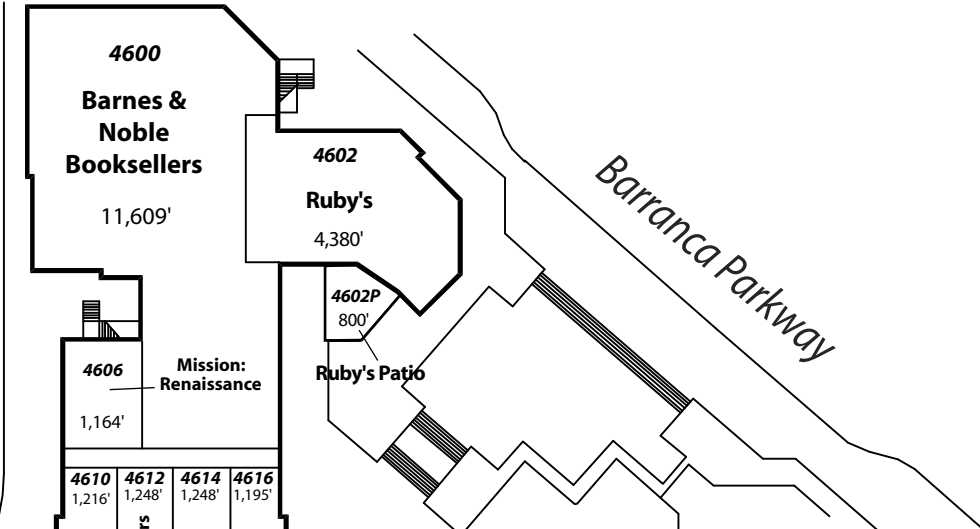 4600
Barnes &
Noble
Booksellers
11,609'
4602
Ruby's
4,380'
4602P
800'
Ruby's Patio
Barranca Parkway
4606
1,164'
Mission:
Renaissance
4610
1,216'
4612
1,248'
4614
1,248'
4616
1,195'
rs